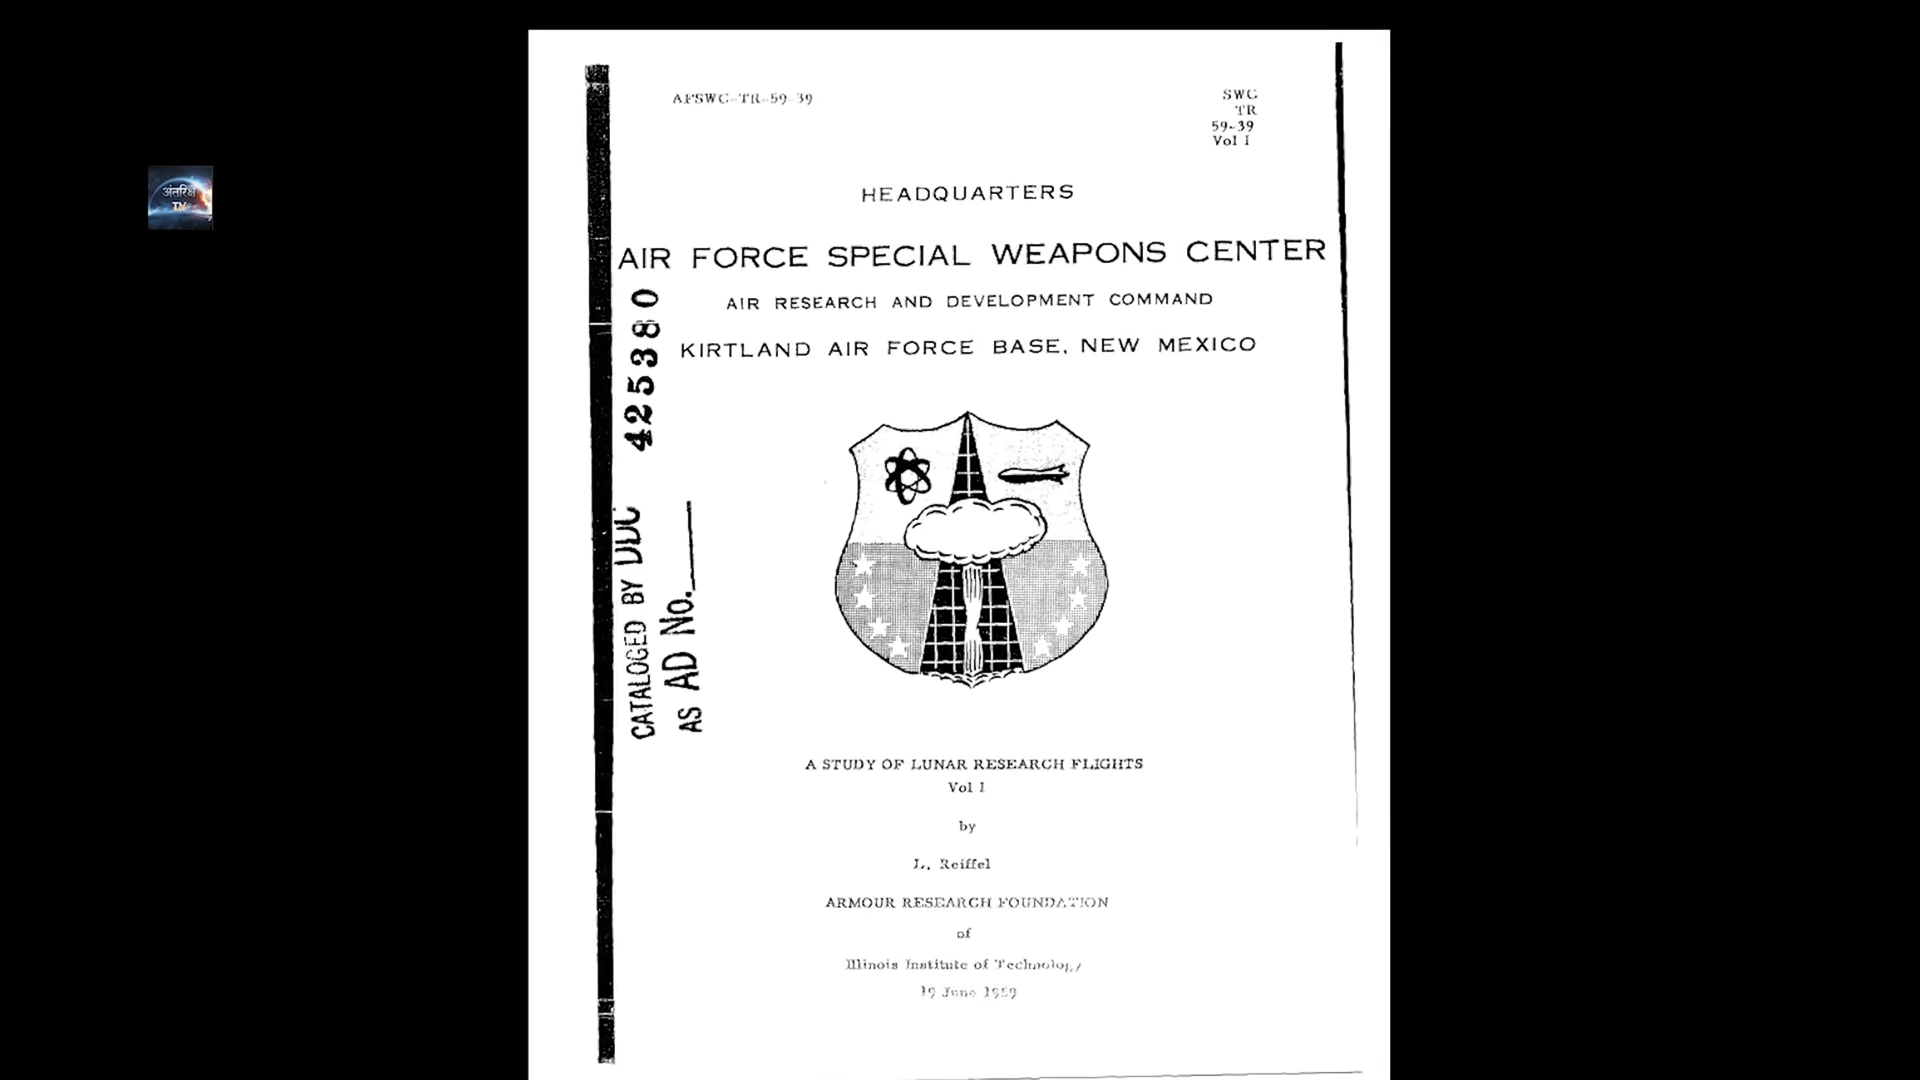 AFSWC-TR-59-39
SWC
TR
59-39
Vol I
HEADQUARTERS
AIR FORCE SPECIAL WEAPONS CENTER
AIR RESEARCH AND DEVELOPMENT COMMAND
KIRTLAND AIR FORCE BASE, NEW MEXICO
425380
CATALOGED BY DDC
AS AD No.
अंतरिक्ष
TV
A STUDY OF LUNAR RESEARCH FLIGHTS
Vol I
by
L. Reiffel
ARMOUR RESEARCH FOUNDATION
of
Illinois Institute of Technology
19 June 1959